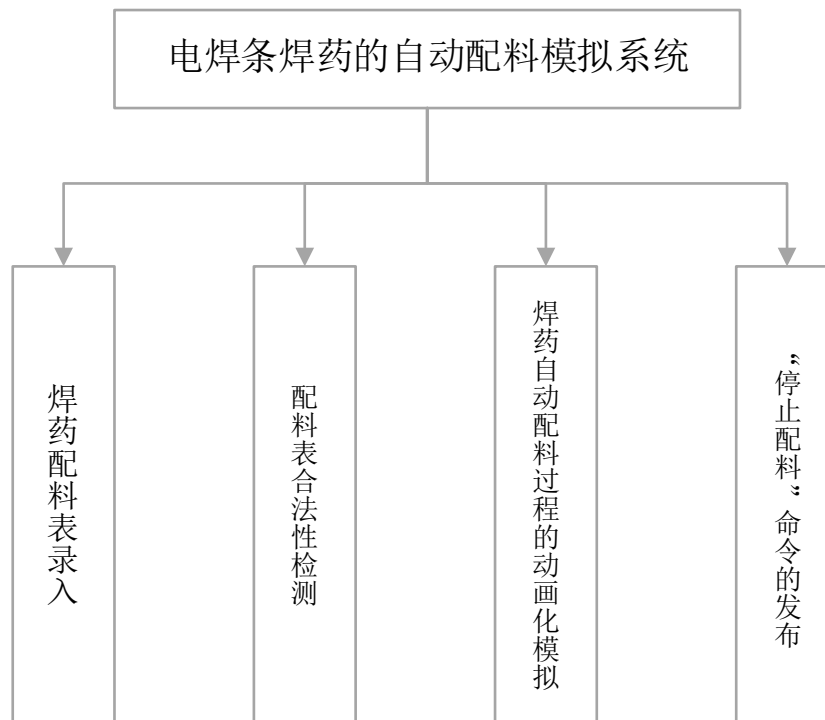 电焊条焊药的自动配料模拟系统
焊药配料表录入
配料表合法性检测
焊药自动配料过程的动画化模拟
“停止配料”命令的发布